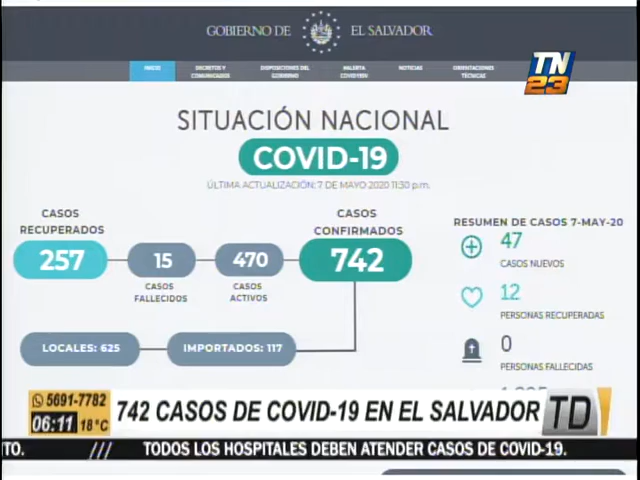 GOBIERNO DE EL SALVADOR
INICIO
DECRETOS Y COMUNICADOS
DISPOSICIONES DEL GOBIERNO
NOTICIAS
ORIENTACIONES TÉCNICAS
TN
23
SITUACIÓN NACIONAL
COVID-19
ÚLTIMA ACTUALIZACIÓN: 7 DE MAYO 2020 11:30 p.m.
CASOS RECUPERADOS
257
15
CASOS FALLECIDOS
470
CASOS ACTIVOS
CASOS CONFIRMADOS
742
LOCALES: 625
IMPORTADOS: 117
RESUMEN DE CASOS 7-MAY-20
47
CASOS NUEVOS
12
PERSONAS RECUPERADAS
0
PERSONAS FALLECIDAS
5691-7782
06:11 18°C
742 CASOS DE COVID-19 EN EL SALVADOR
TD
TO. /// TODOS LOS HOSPITALES DEBEN ATENDER CASOS DE COVID-19.